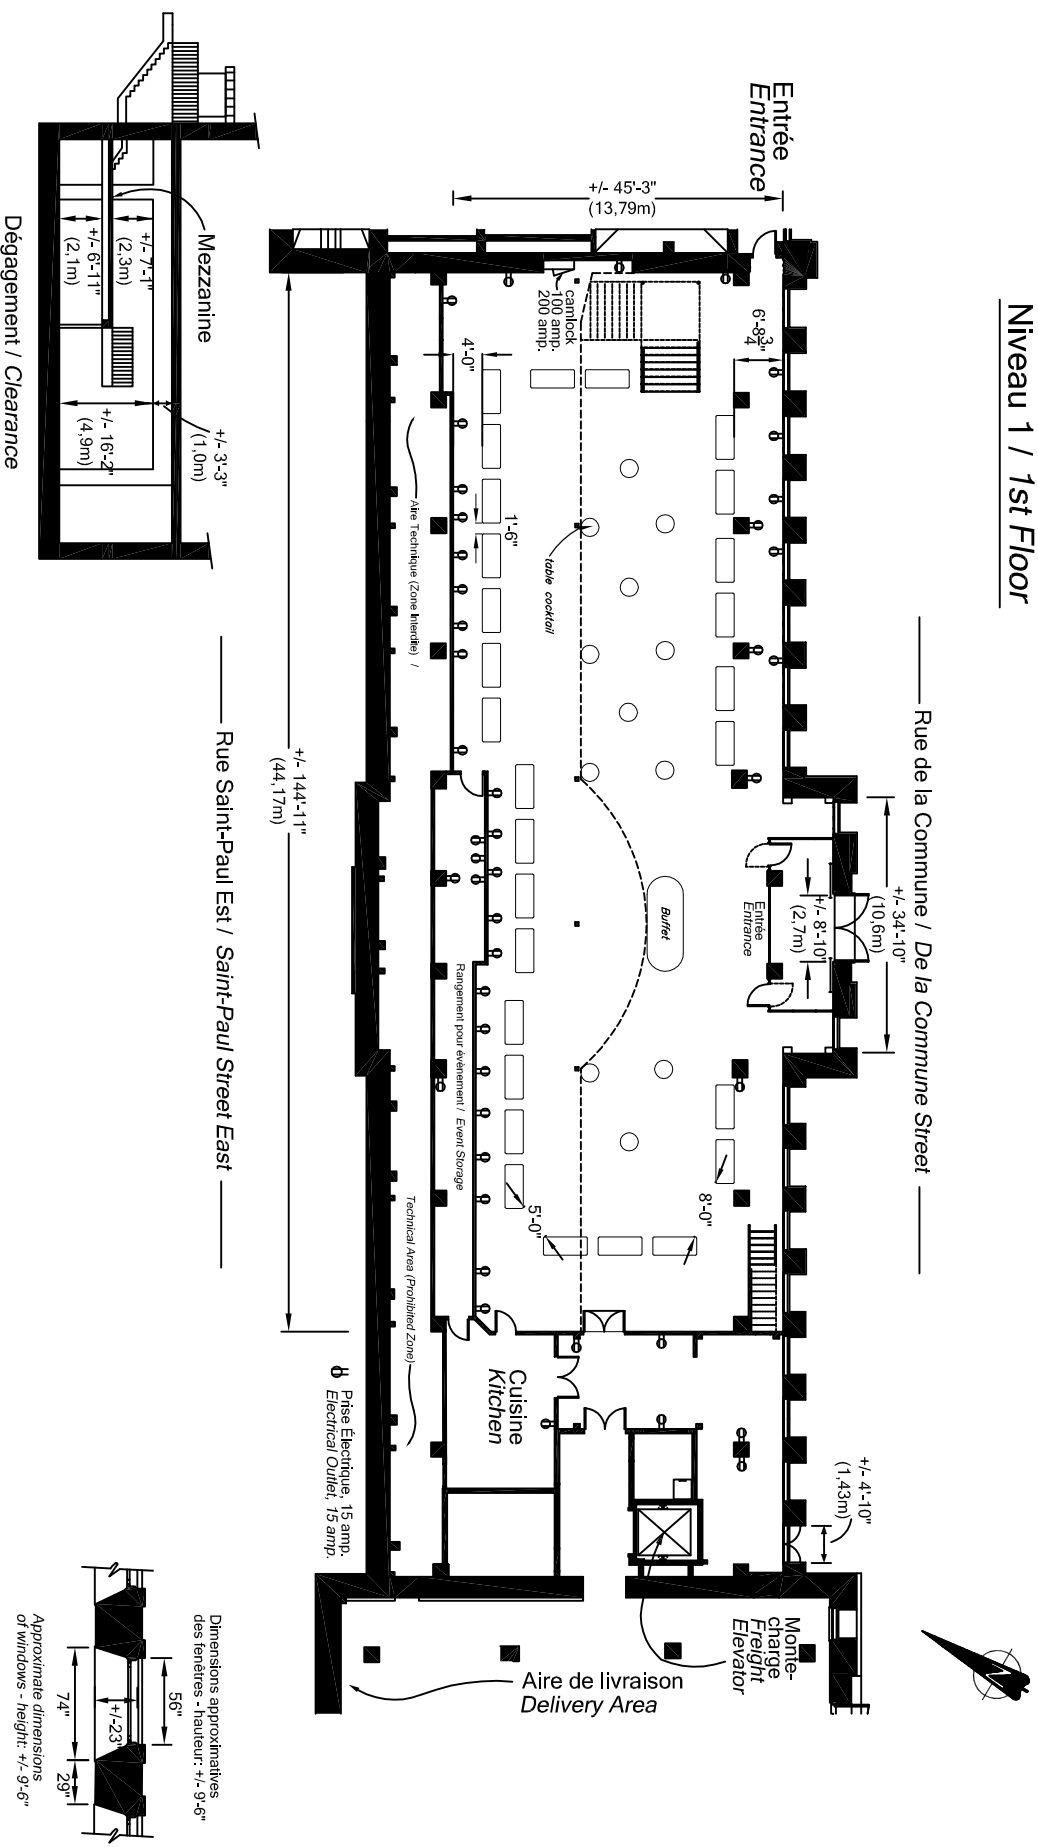 Niveau 1 / 1st Floor
Entrée
Entrance
+/- 45'-3"
(13,79m)
Mezzanine
+/- 7'-1"
(2,3m)
+/- 6'-11"
(2,1m)
+/- 3'-3"
(1,0m)
+/- 16'-2"
(4,9m)
Dégagement / Clearance
Rue de la Commune / De la Commune Street
Rue Saint-Paul Est / Saint-Paul Street East
+/- 144'-11"
(44,17m)
camlock
100 amp.
200 amp.
6'-8 3/4"
4'-0"
1'-6"
table cocktail
Aire Technique (Zone Interdite) /
Technical Area (Prohibited Zone)
+/- 34'-10"
(10,6m)
+/- 8'-10"
(2,7m)
Entrée
Entrance
Buffet
Rangement pour évènement / Event Storage
8'-0"
5'-0"
Cuisine
Kitchen
Prise Électrique, 15 amp.
Electrical Outlet, 15 amp.
+/- 4'-10"
(1,43m)
Monte-
charge
Freight
Elevator
Aire de livraison
Delivery Area
N
Dimensions approximatives
des fenêtres - hauteur: +/- 9'-6"
56"
+/-23"
74"
29"
Approximate dimensions
of windows - height: +/- 9'-6"